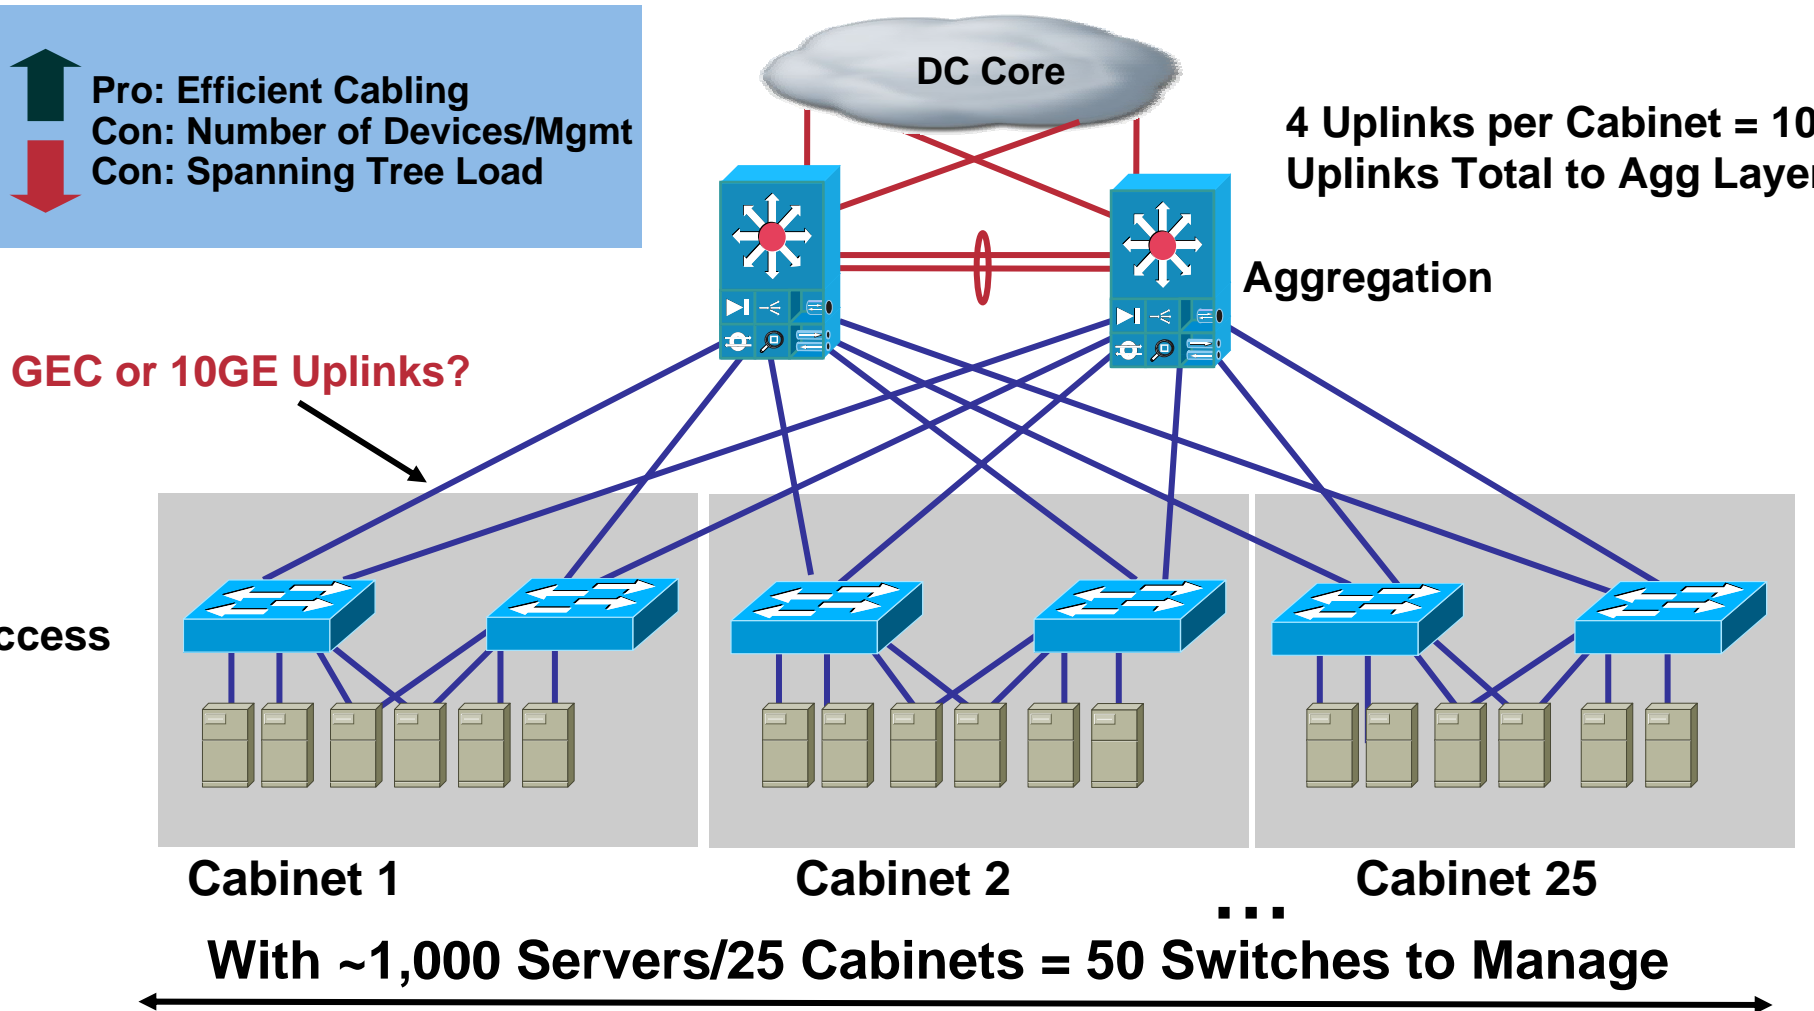 Pro: Efficient Cabling
Con: Number of Devices/Mgmt
Con: Spanning Tree Load
DC Core
4 Uplinks per Cabinet = 10
Uplinks Total to Agg Layer
Aggregation
GEC or 10GE Uplinks?
ccess
Cabinet 1
Cabinet 2
...
Cabinet 25
With ~1,000 Servers/25 Cabinets = 50 Switches to Manage